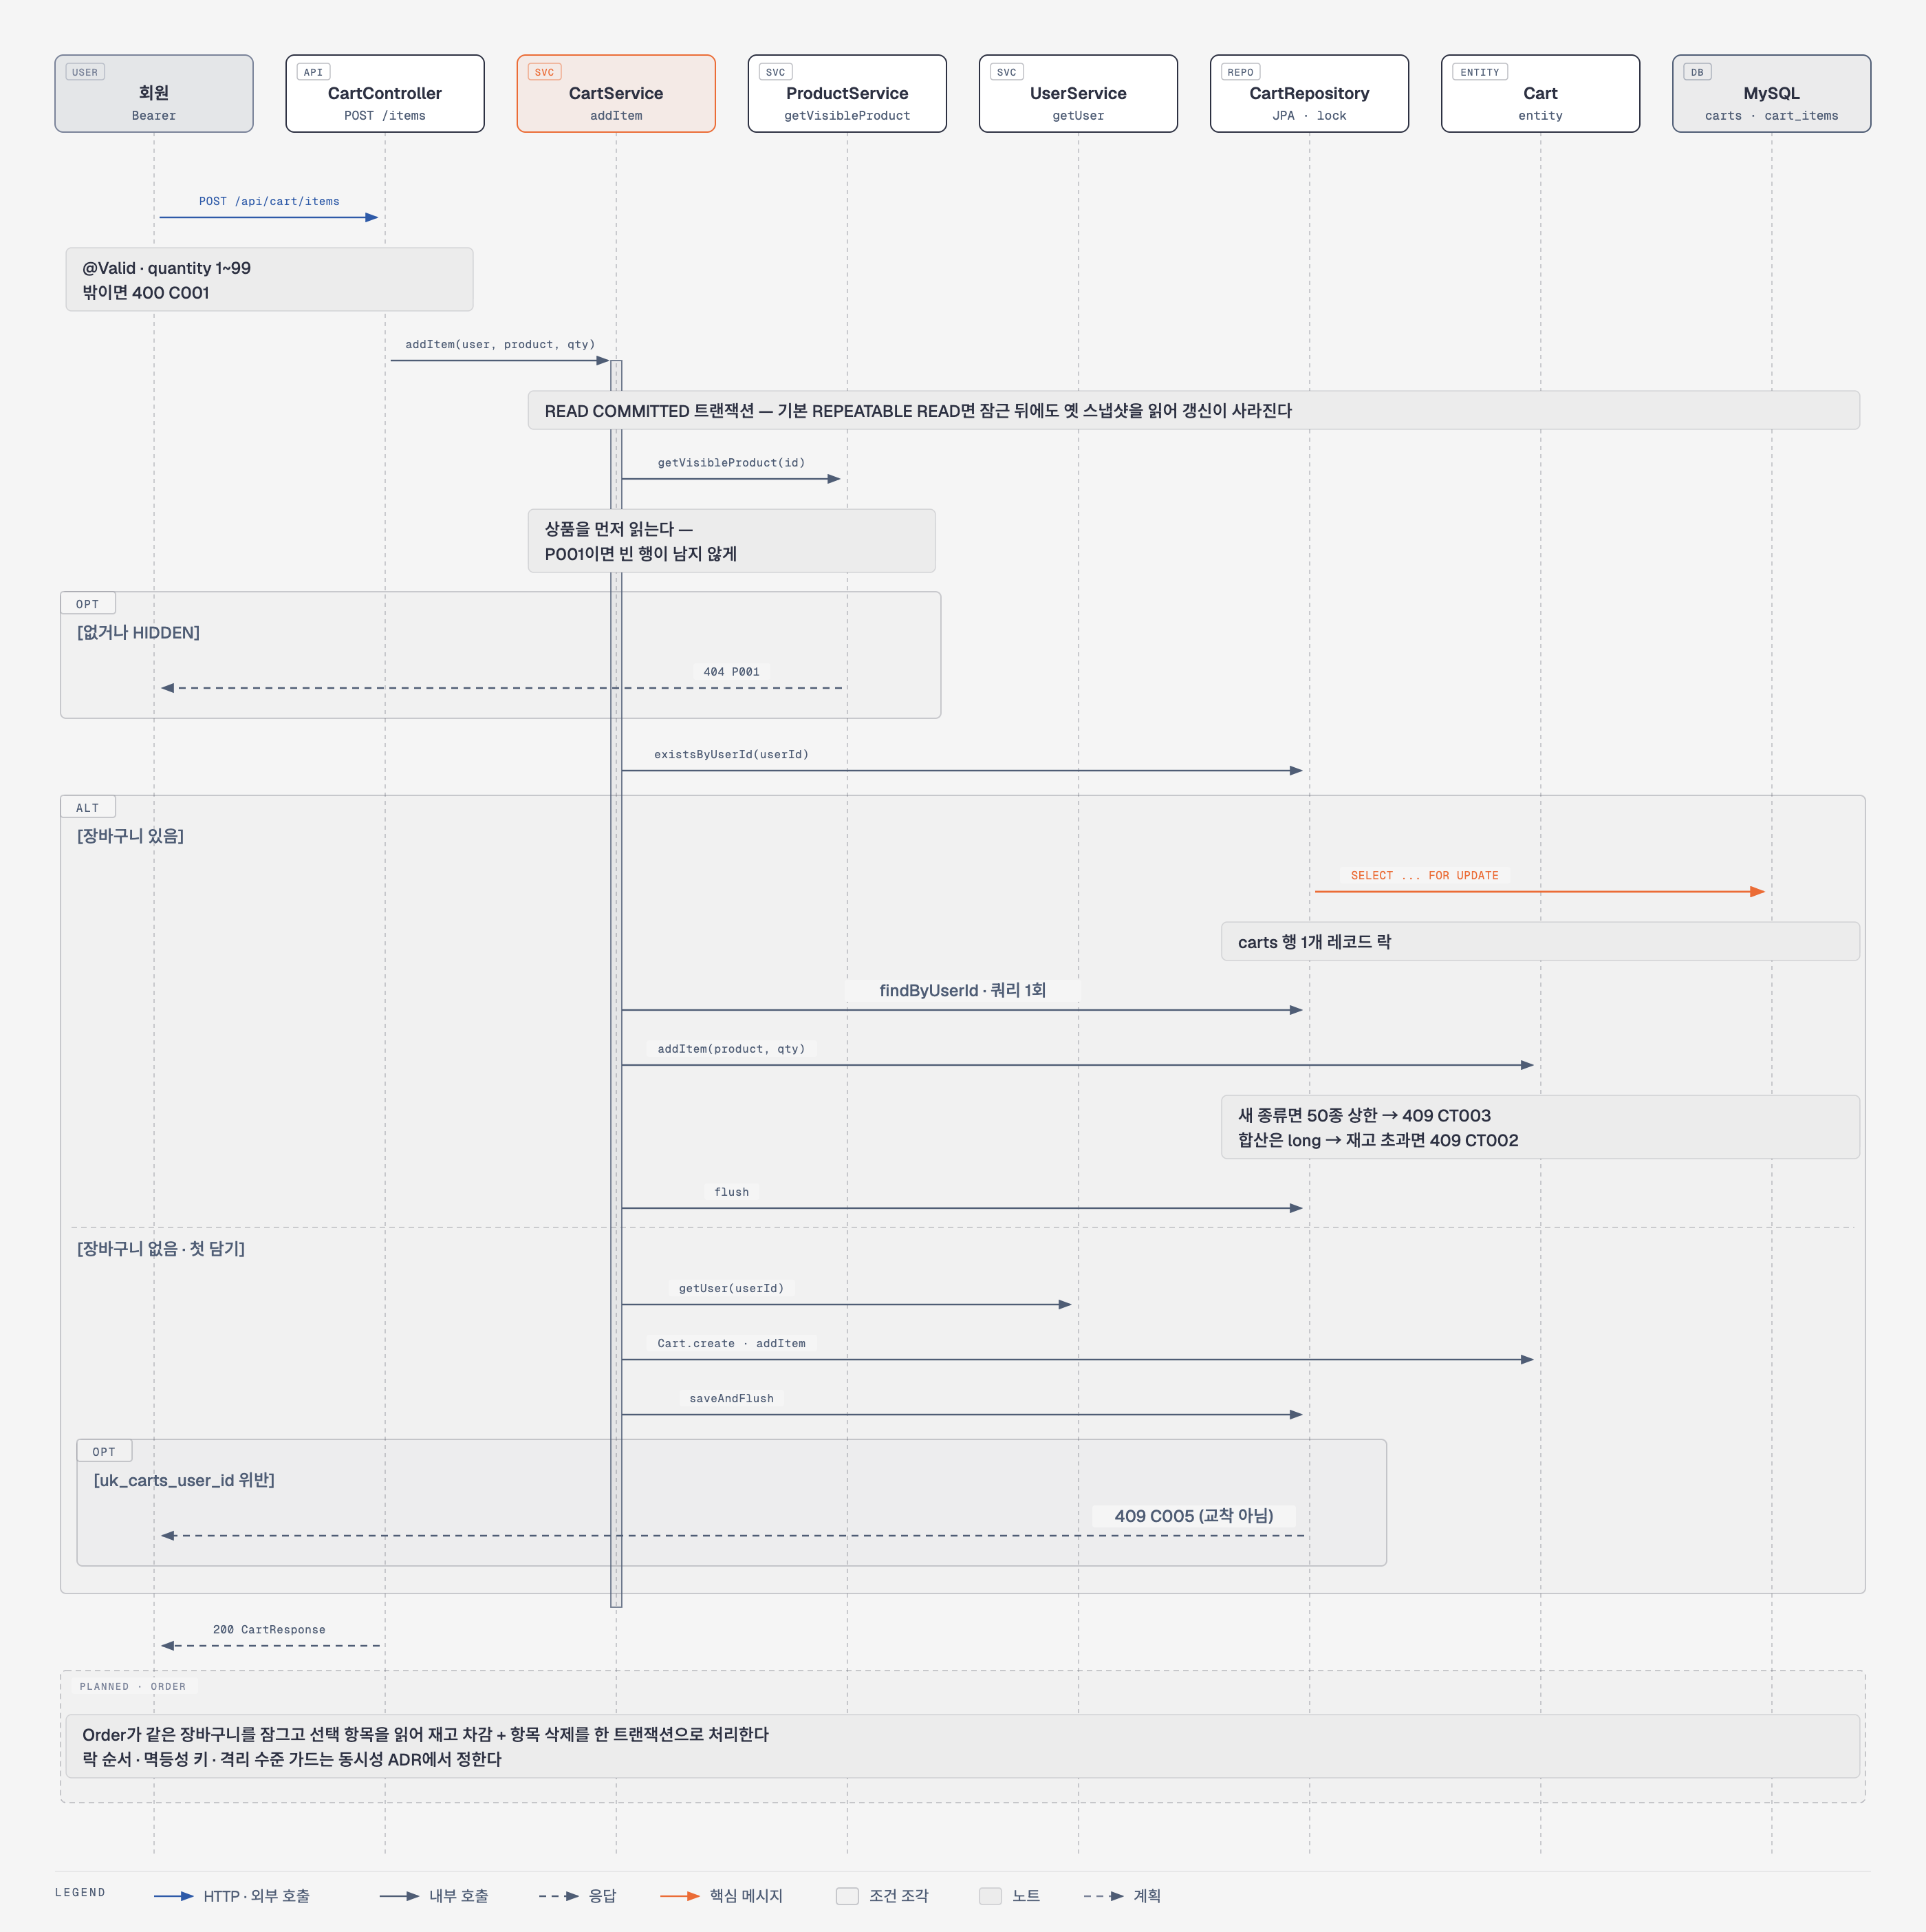 USER
회원
Bearer
API
CartController
POST /items
SVC
CartService
addItem
SVC
ProductService
getVisibleProduct
SVC
UserService
getUser
REPO
CartRepository
JPA · lock
ENTITY
Cart
entity
DB
MySQL
carts · cart_items
POST /api/cart/items
@Valid · quantity 1~99
밖이면 400 C001
addItem(user, product, qty)
READ COMMITTED 트랜잭션 — 기본 REPEATABLE READ면 잠근 뒤에도 옛 스냅샷을 읽어 갱신이 사라진다
getVisibleProduct(id)
상품을 먼저 읽는다 —
P001이면 빈 행이 남지 않게
OPT
[없거나 HIDDEN]
404 P001
existsByUserId(userId)
ALT
[장바구니 있음]
SELECT ... FOR UPDATE
carts 행 1개 레코드 락
findByUserId · 쿼리 1회
addItem(product, qty)
새 종류면 50종 상한 → 409 CT003
합산은 long → 재고 초과면 409 CT002
flush
[장바구니 없음 · 첫 담기]
getUser(userId)
Cart.create · addItem
saveAndFlush
OPT
[uk_carts_user_id 위반]
409 C005 (교착 아님)
200 CartResponse
PLANNED · ORDER
Order가 같은 장바구니를 잠그고 선택 항목을 읽어 재고 차감 + 항목 삭제를 한 트랜잭션으로 처리한다
락 순서 · 멱등성 키 · 격리 수준 가드는 동시성 ADR에서 정한다
LEGEND
HTTP · 외부 호출
내부 호출
응답
핵심 메시지
조건 조각
노트
계획